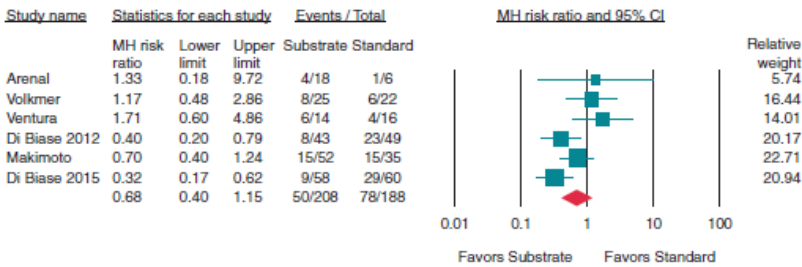 Study name Statistics for each study Events / Total MH risk ratio and 95% CI
MH risk ratio Lower limit Upper limit Substrate Standard Relative weight
Arenal 1.33 0.18 9.72 4/18 1/6 5.74
Volkmer 1.17 0.48 2.86 8/25 6/22 16.44
Ventura 1.71 0.60 4.86 6/14 4/16 14.01
Di Biase 2012 0.40 0.20 0.79 8/43 23/49 20.17
Makimoto 0.70 0.40 1.24 15/52 15/35 22.71
Di Biase 2015 0.32 0.17 0.62 9/58 29/60 20.94
0.68 0.40 1.15 50/208 78/188
0.01 0.1 1 10 100
Favors Substrate Favors Standard